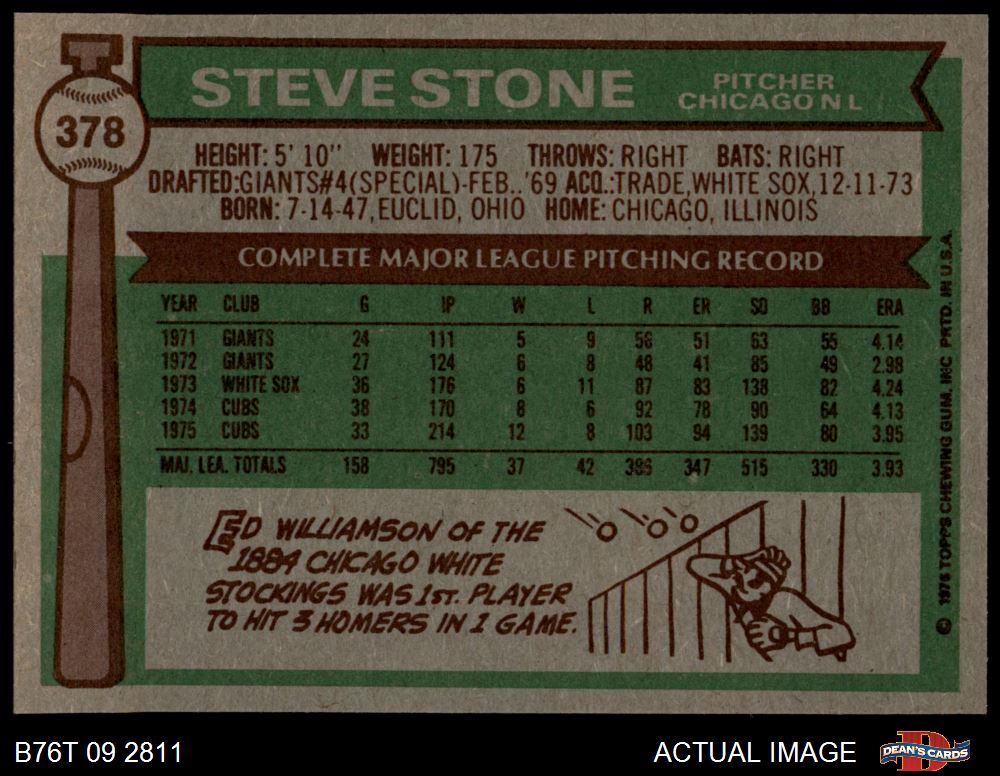 378
STEVE STONE
PITCHER
CHICAGO N L
HEIGHT: 5' 10" WEIGHT: 175 THROWS: RIGHT BATS: RIGHT
DRAFTED:GIANTS#4(SPECIAL)-FEB..'69 ACQ.:TRADE,WHITE SOX,12-11-73
BORN: 7-14-47,EUCLID, OHIO HOME: CHICAGO, ILLINOIS
COMPLETE MAJOR LEAGUE PITCHING RECORD
YEAR CLUB G IP W L R ER SO BB ERA
1971 GIANTS 24 111 5 9 56 51 63 55 4.14
1972 GIANTS 27 124 6 8 48 41 85 49 2.98
1973 WHITE SOX 36 176 6 11 87 83 138 82 4.24
1974 CUBS 38 170 8 6 92 78 90 64 4.13
1975 CUBS 33 214 12 8 103 94 139 80 3.95
MAJ. LEA. TOTALS 158 795 37 42 386 347 515 330 3.93
ED WILLIAMSON OF THE
1884 CHICAGO WHITE
STOCKINGS WAS 1ST. PLAYER
TO HIT 3 HOMERS IN 1 GAME.
© 1976 TOPPS CHEWING GUM, INC PRTD. IN U.S.A.
B76T 09 2811
ACTUAL IMAGE
DEAN'S CARDS